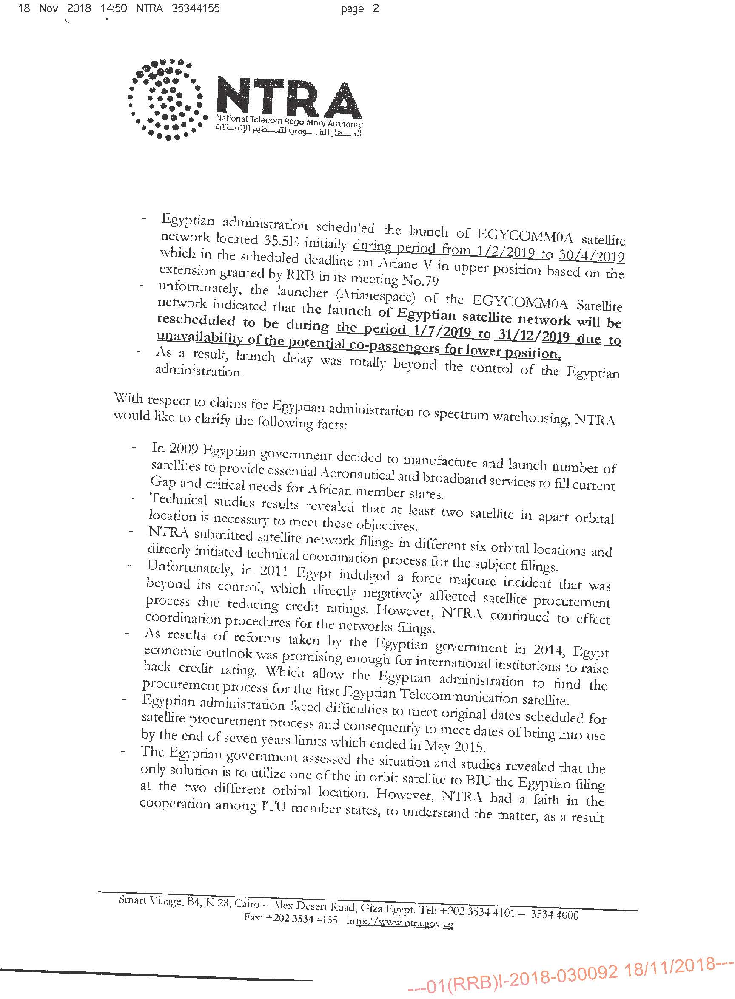 18 Nov 2018 14:50 NTRA 35344155 page 2
NTRA
National Telecom Regulatory Authority
الجـــهاز القـــومي لتنـــظيم الإتصـالات
- Egyptian administration scheduled the launch of EGYCOMM0A satellite
network located 35.5E initially during period from 1/2/2019 to 30/4/2019
which in the scheduled deadline on Ariane V in upper position based on the
extension granted by RRB in its meeting No.79
- unfortunately, the launcher (Arianespace) of the EGYCOMM0A Satellite
network indicated that the launch of Egyptian satellite network will be
rescheduled to be during the period 1/7/2019 to 31/12/2019 due to
unavailability of the potential co-passengers for lower position.
- As a result, launch delay was totally beyond the control of the Egyptian
administration.
With respect to claims for Egyptian administration to spectrum warehousing, NTRA
would like to clarify the following facts:
- In 2009 Egyptian government decided to manufacture and launch number of
satellites to provide essential Aeronautical and broadband services to fill current
Gap and critical needs for African member states.
- Technical studies results revealed that at least two satellite in apart orbital
location is necessary to meet these objectives.
- NTRA submitted satellite network filings in different six orbital locations and
directly initiated technical coordination process for the subject filings.
- Unfortunately, in 2011 Egypt indulged a force majeure incident that was
beyond its control, which directly negatively affected satellite procurement
process due reducing credit ratings. However, NTRA continued to effect
coordination procedures for the networks filings.
- As results of reforms taken by the Egyptian government in 2014, Egypt
economic outlook was promising enough for international institutions to raise
back credit rating. Which allow the Egyptian administration to fund the
procurement process for the first Egyptian Telecommunication satellite.
- Egyptian administration faced difficulties to meet original dates scheduled for
satellite procurement process and consequently to meet dates of bring into use
by the end of seven years limits which ended in May 2015.
- The Egyptian government assessed the situation and studies revealed that the
only solution is to utilize one of the in orbit satellite to BIU the Egyptian filing
at the two different orbital location. However, NTRA had a faith in the
cooperation among ITU member states, to understand the matter, as a result
Smart Village, B4, K 28, Cairo – Alex Desert Road, Giza Egypt. Tel: +202 3534 4101 – 3534 4000
Fax: +202 3534 4155 http://www.ntra.gov.eg
---01(RRB)I-2018-030092 18/11/2018---